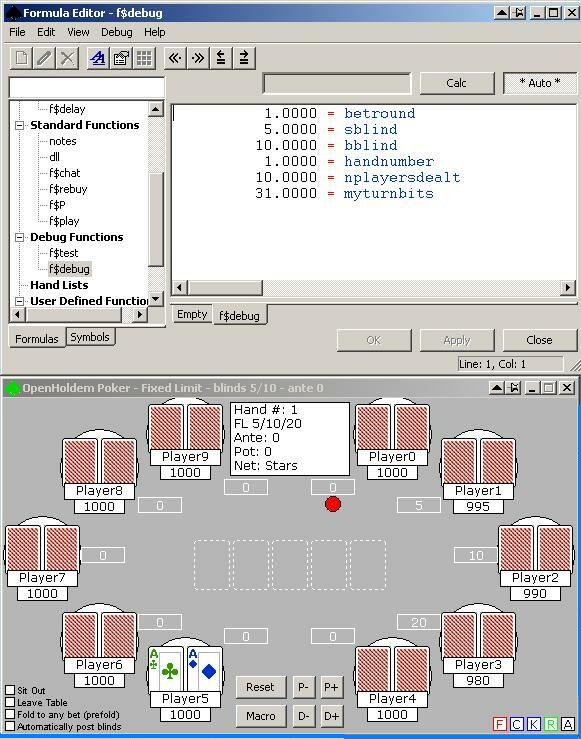 Formula Editor - f$debug
File Edit View Debug Help
Calc * Auto *
f$delay
Standard Functions
notes
dll
f$chat
f$rebuy
f$P
f$play
Debug Functions
f$test
f$debug
Hand Lists
User Defined Functio
Formulas Symbols
1.0000 = betround
5.0000 = sblind
10.0000 = bblind
1.0000 = handnumber
10.0000 = nplayersdealt
31.0000 = myturnbits
Empty f$debug
OK Apply Close
Line: 1, Col: 1
OpenHoldem Poker - Fixed Limit - blinds 5/10 - ante 0
Hand #: 1
FL 5/10/20
Ante: 0
Pot: 0
Net: Stars
Player9
1000
Player0
1000
Player8
1000
Player1
995
0
0
0
5
Player7
1000
0
10
Player2
990
Player6
1000
0
0
0
20
Player3
980
A
A
Player5
1000
Player4
1000
Reset P- P+
Macro D- D+
Sit Out
Leave Table
Fold to any bet (prefold)
Automatically post blinds
F C K R A